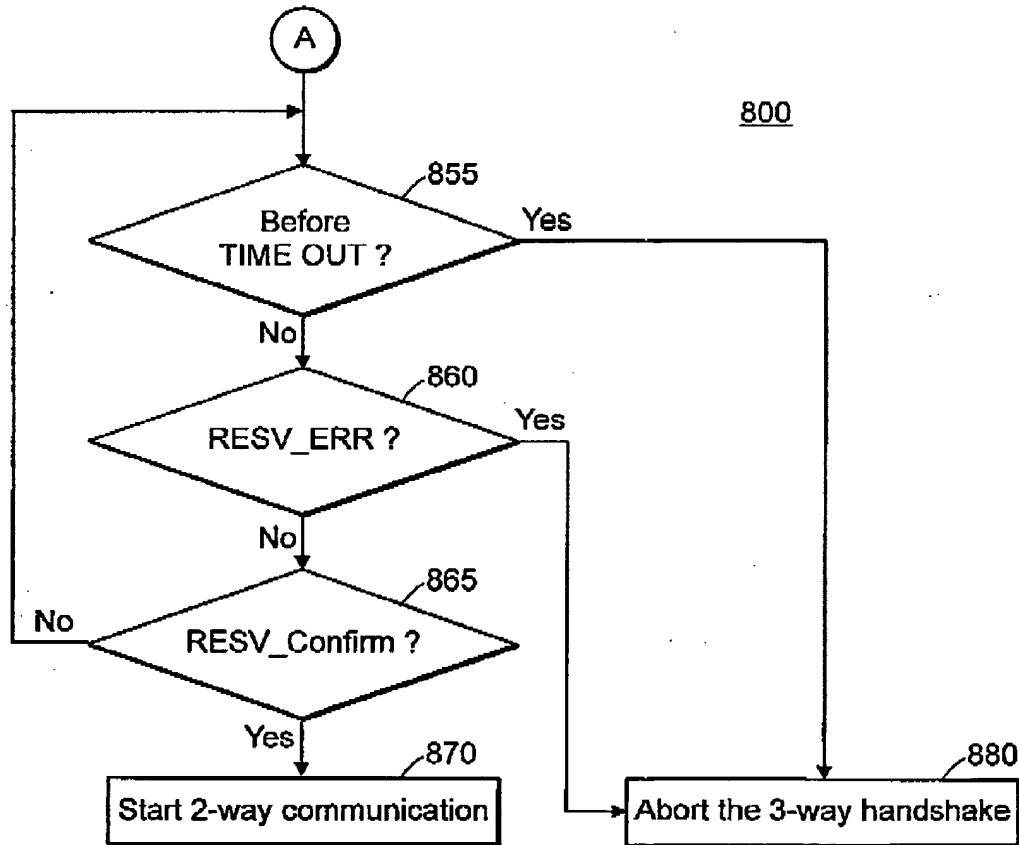 A
800
855
Before
TIME OUT ?
Yes
No
860
RESV_ERR ?
Yes
No
865
RESV_Confirm ?
No
Yes
870
Start 2-way communication
880
Abort the 3-way handshake